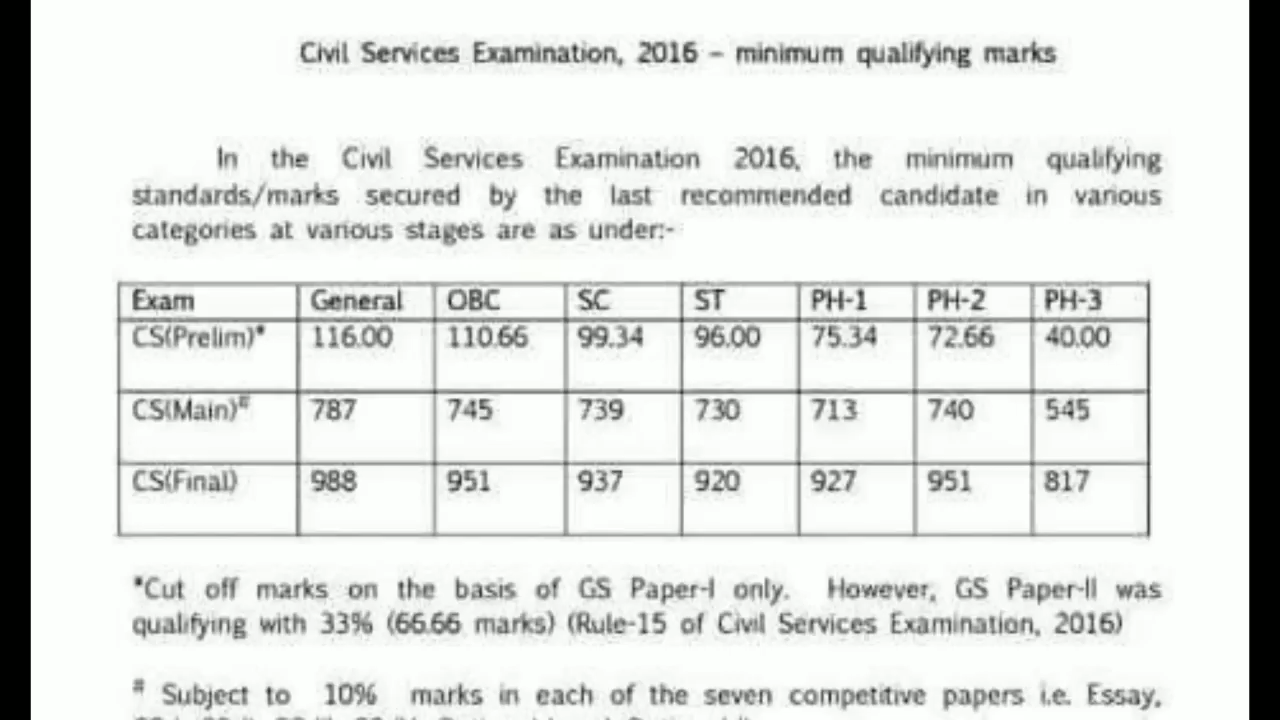 Civil Services Examination, 2016 – minimum qualifying marks
In the Civil Services Examination 2016, the minimum qualifying
standards/marks secured by the last recommended candidate in various
categories at various stages are as under:-
Exam General OBC SC ST PH-1 PH-2 PH-3
CS(Prelim)* 116.00 110.66 99.34 96.00 75.34 72.66 40.00
CS(Main)# 787 745 739 730 713 740 545
CS(Final) 988 951 937 920 927 951 817
*Cut off marks on the basis of GS Paper-I only. However, GS Paper-II was
qualifying with 33% (66.66 marks) (Rule-15 of Civil Services Examination, 2016)
# Subject to 10% marks in each of the seven competitive papers i.e. Essay,